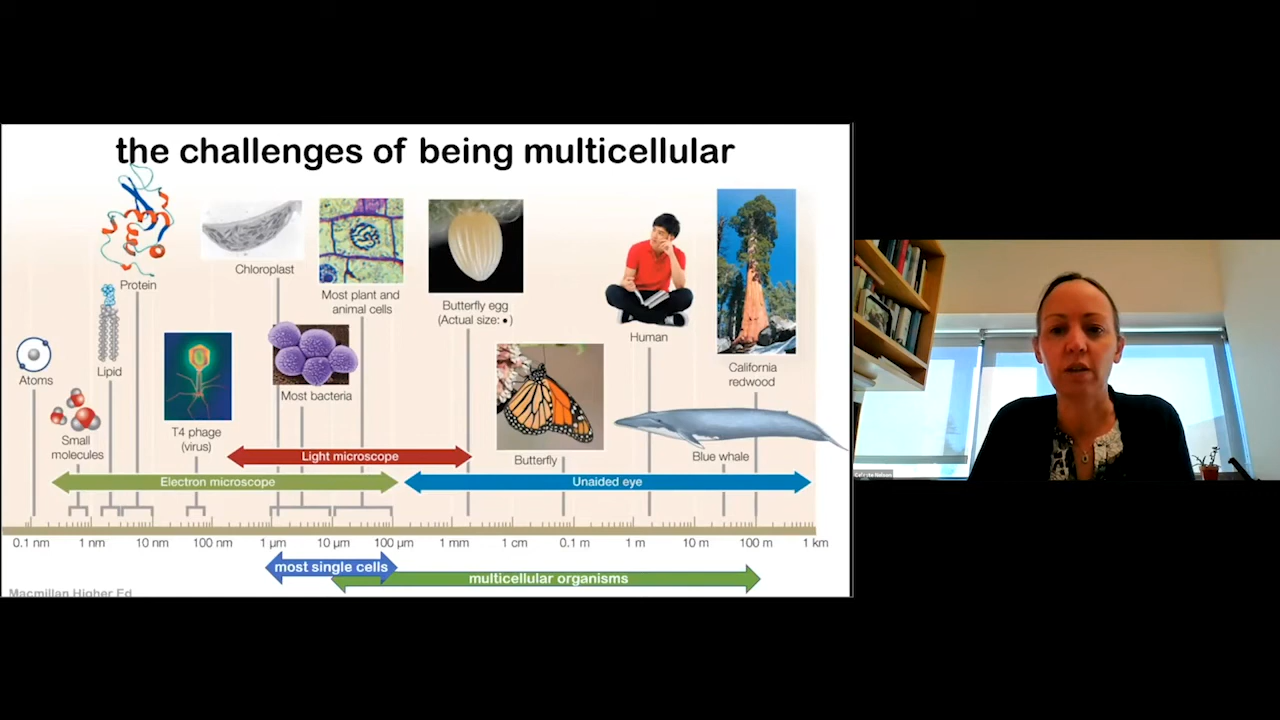 the challenges of being multicellular
Protein
Chloroplast
Most plant and
animal cells
Butterfly egg
(Actual size: •)
Human
California
redwood
Atoms
Lipid
Small
molecules
T4 phage
(virus)
Most bacteria
Butterfly
Blue whale
Light microscope
Electron microscope
Unaided eye
0.1 nm 1 nm 10 nm 100 nm 1 µm 10 µm 100 µm 1 mm 1 cm 0.1 m 1 m 10 m 100 m 1 km
most single cells
multicellular organisms
Macmillan Higher Ed
Celeste Nelson